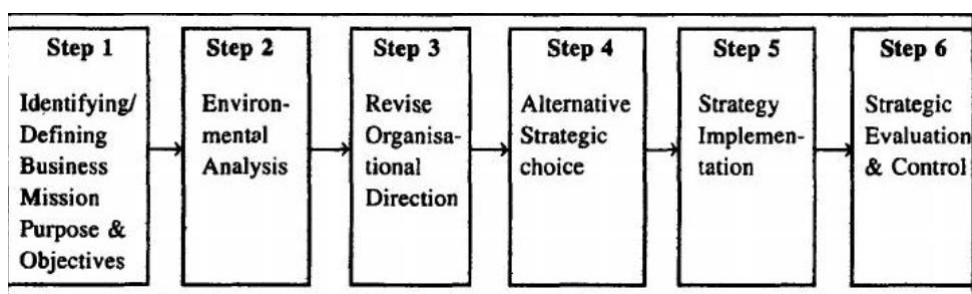 Step 1
Identifying/
Defining
Business
Mission
Purpose &
Objectives
Step 2
Environ-
mental
Analysis
Step 3
Revise
Organisa-
tional
Direction
Step 4
Alternative
Strategic
choice
Step 5
Strategy
Implemen-
tation
Step 6
Strategic
Evaluation
& Control